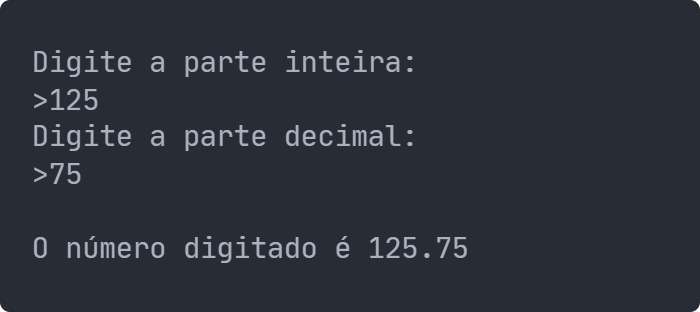 Digite a parte inteira:
>125
Digite a parte decimal:
>75
O número digitado é 125.75